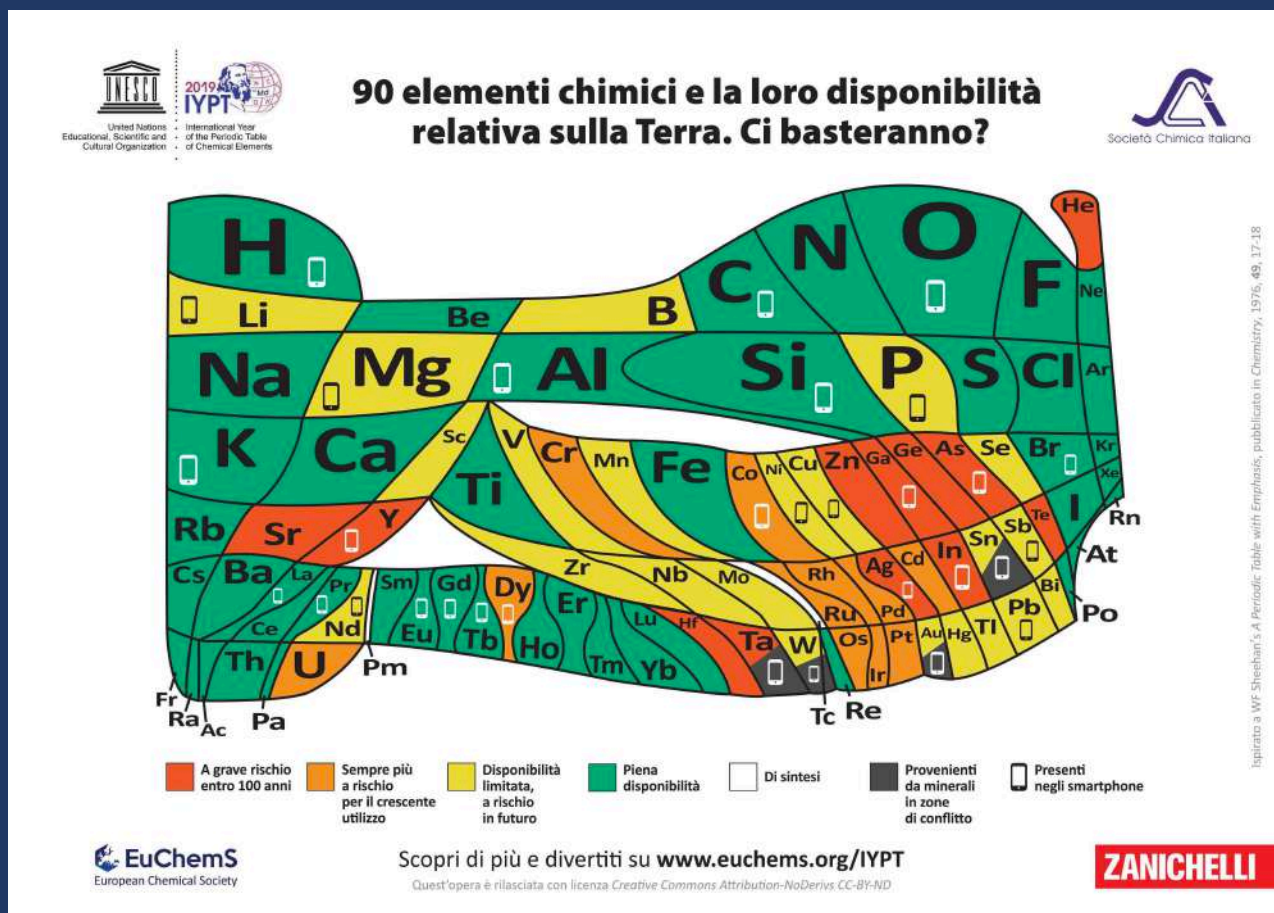 UNESCO
United Nations
Educational, Scientific and
Cultural Organization
2019
IYPT
International Year
of the Periodic Table
of Chemical Elements
90 elementi chimici e la loro disponibilità
relativa sulla Terra. Ci basteranno?
Società Chimica Italiana
H He
Li Be B C N O F Ne
Na Mg Al Si P S Cl Ar
K Ca Sc Ti V Cr Mn Fe Co Ni Cu Zn Ga Ge As Se Br Kr
Rb Sr Y Zr Nb Mo Tc Ru Rh Pd Ag Cd In Sn Sb Te I Xe
Cs Ba La Ce Pr Nd Pm Sm Eu Gd Tb Dy Ho Er Tm Yb Lu Hf Ta W Re Os Ir Pt Au Hg Tl Pb Bi Po At Rn
Fr Ra Ac Th Pa U
A grave rischio
entro 100 anni
Sempre più
a rischio
per il crescente
utilizzo
Disponibilità
limitata,
a rischio
in futuro
Piena
disponibilità
Di sintesi
Provenienti
da minerali
in zone
di conflitto
Presenti
negli smartphone
Ispirato a WF Sheehan's A Periodic Table with Emphasis, pubblicato in Chemistry, 1976, 49, 17-18
EuChemS
European Chemical Society
Scopri di più e divertiti su www.euchems.org/IYPT
Quest'opera è rilasciata con licenza Creative Commons Attribution-NoDerivs CC-BY-ND
ZANICHELLI